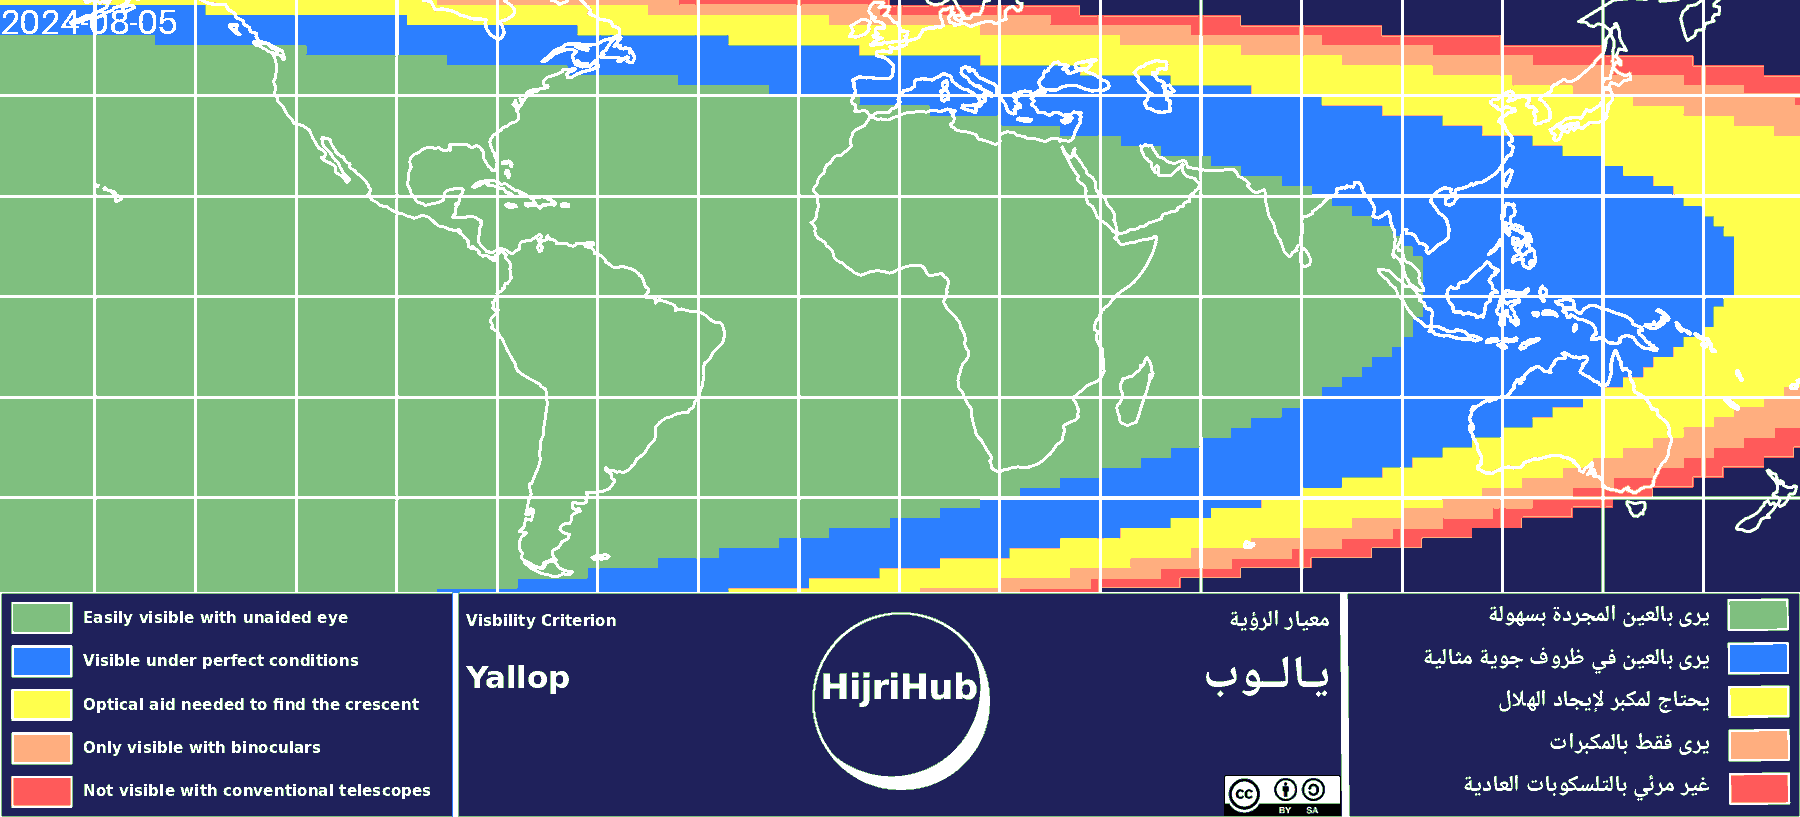 2024-08-05
Easily visible with unaided eye
Visible under perfect conditions
Optical aid needed to find the crescent
Only visible with binoculars
Not visible with conventional telescopes
Visbility Criterion
Yallop
HijriHub
معيار الرؤية
يالوب
cc BY SA
يرى بالعين المجردة بسهولة
يرى بالعين في ظروف جوية مثالية
يحتاج لمكبر لإيجاد الهلال
يرى فقط بالمكبرات
غير مرئي بالتلسكوبات العادية